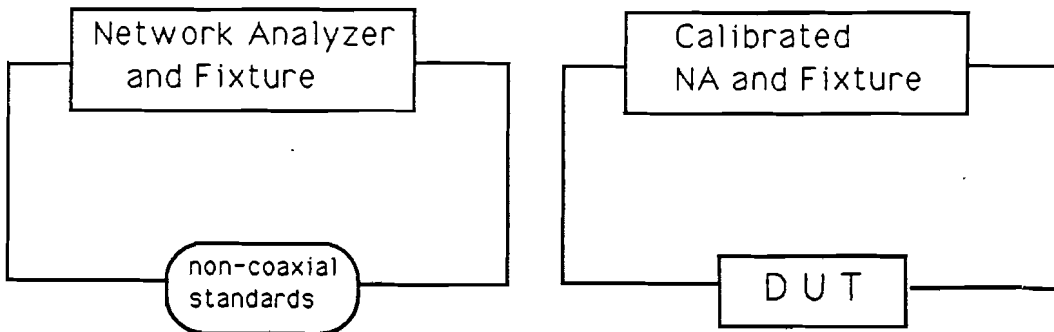 Network Analyzer
and Fixture
non-coaxial
standards
Calibrated
NA and Fixture
DUT